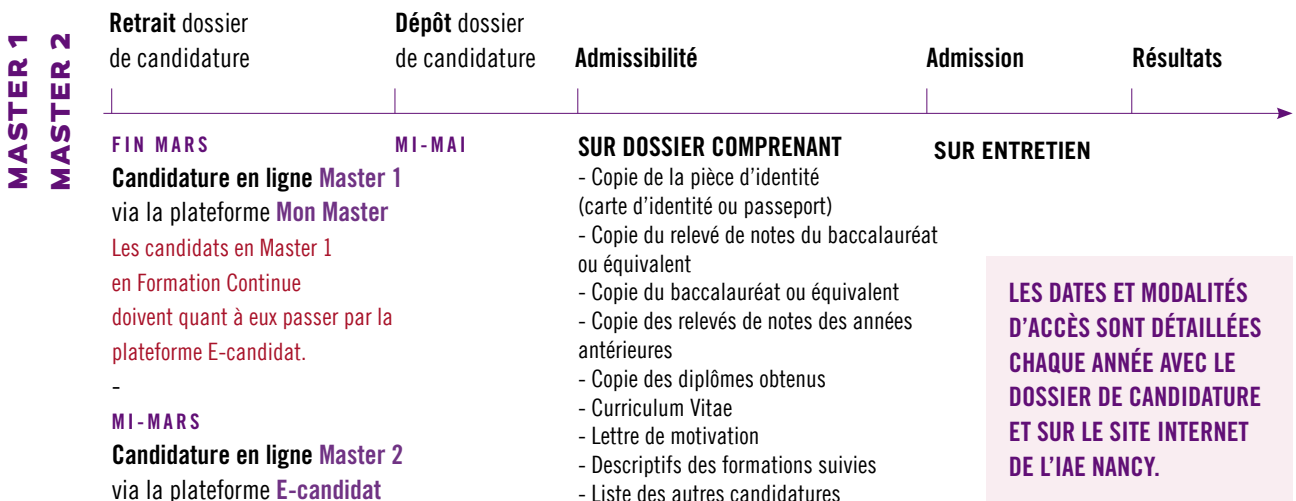 MASTER 1
MASTER 2
Retrait dossier
de candidature
Dépôt dossier
de candidature
Admissibilité
Admission
Résultats
FIN MARS
Candidature en ligne Master 1
via la plateforme Mon Master
Les candidats en Master 1
en Formation Continue
doivent quant à eux passer par la
plateforme E-candidat.
-
MI-MARS
Candidature en ligne Master 2
via la plateforme E-candidat
MI-MAI
SUR DOSSIER COMPRENANT
- Copie de la pièce d'identité
(carte d'identité ou passeport)
- Copie du relevé de notes du baccalauréat
ou équivalent
- Copie du baccalauréat ou équivalent
- Copie des relevés de notes des années
antérieures
- Copie des diplômes obtenus
- Curriculum Vitae
- Lettre de motivation
- Descriptifs des formations suivies
- Liste des autres candidatures
SUR ENTRETIEN
LES DATES ET MODALITÉS
D'ACCÈS SONT DÉTAILLÉES
CHAQUE ANNÉE AVEC LE
DOSSIER DE CANDIDATURE
ET SUR LE SITE INTERNET
DE L'IAE NANCY.